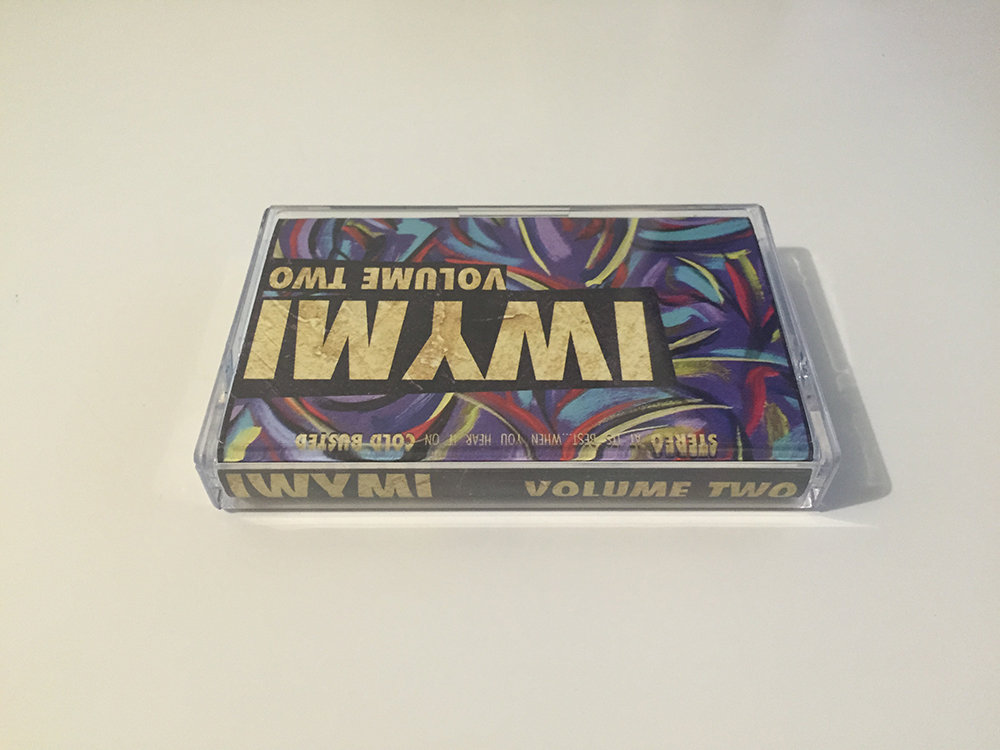 STEREO AT ITS BEST...WHEN YOU HEAR IT ON COLD BUSTED
IWYMI
VOLUME TWO
IWYMI VOLUME TWO